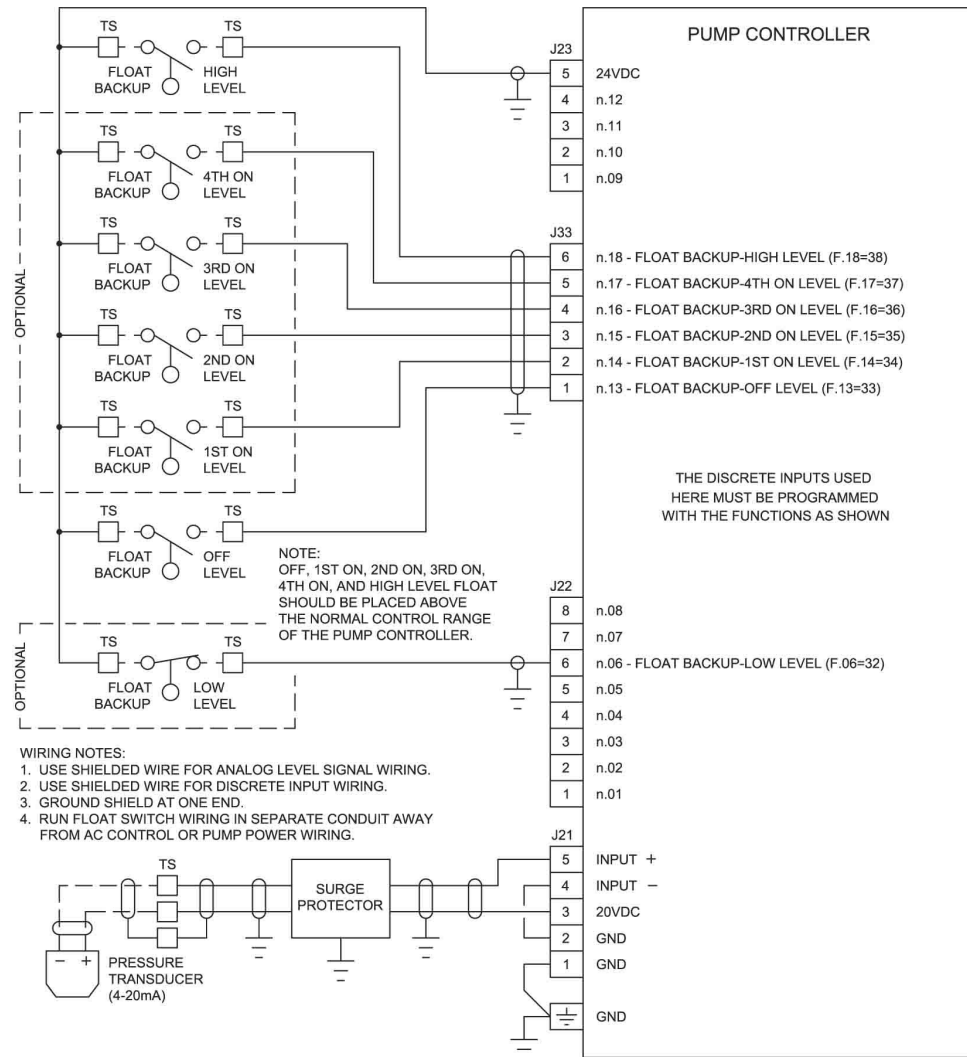 PUMP CONTROLLER
TS
TS
FLOAT
BACKUP
HIGH
LEVEL
J23
5 24VDC
4 n.12
3 n.11
2 n.10
1 n.09
OPTIONAL
TS
TS
FLOAT
BACKUP
4TH ON
LEVEL
TS
TS
FLOAT
BACKUP
3RD ON
LEVEL
TS
TS
FLOAT
BACKUP
2ND ON
LEVEL
TS
TS
FLOAT
BACKUP
1ST ON
LEVEL
J33
6 n.18 - FLOAT BACKUP-HIGH LEVEL (F.18=38)
5 n.17 - FLOAT BACKUP-4TH ON LEVEL (F.17=37)
4 n.16 - FLOAT BACKUP-3RD ON LEVEL (F.16=36)
3 n.15 - FLOAT BACKUP-2ND ON LEVEL (F.15=35)
2 n.14 - FLOAT BACKUP-1ST ON LEVEL (F.14=34)
1 n.13 - FLOAT BACKUP-OFF LEVEL (F.13=33)
THE DISCRETE INPUTS USED
HERE MUST BE PROGRAMMED
WITH THE FUNCTIONS AS SHOWN
TS
TS
FLOAT
BACKUP
OFF
LEVEL
NOTE:
OFF, 1ST ON, 2ND ON, 3RD ON,
4TH ON, AND HIGH LEVEL FLOAT
SHOULD BE PLACED ABOVE
THE NORMAL CONTROL RANGE
OF THE PUMP CONTROLLER.
OPTIONAL
TS
TS
FLOAT
BACKUP
LOW
LEVEL
J22
8 n.08
7 n.07
6 n.06 - FLOAT BACKUP-LOW LEVEL (F.06=32)
5 n.05
4 n.04
3 n.03
2 n.02
1 n.01
WIRING NOTES:
1. USE SHIELDED WIRE FOR ANALOG LEVEL SIGNAL WIRING.
2. USE SHIELDED WIRE FOR DISCRETE INPUT WIRING.
3. GROUND SHIELD AT ONE END.
4. RUN FLOAT SWITCH WIRING IN SEPARATE CONDUIT AWAY
FROM AC CONTROL OR PUMP POWER WIRING.
TS
SURGE
PROTECTOR
− +
PRESSURE
TRANSDUCER
(4-20mA)
J21
5 INPUT +
4 INPUT −
3 20VDC
2 GND
1 GND
GND